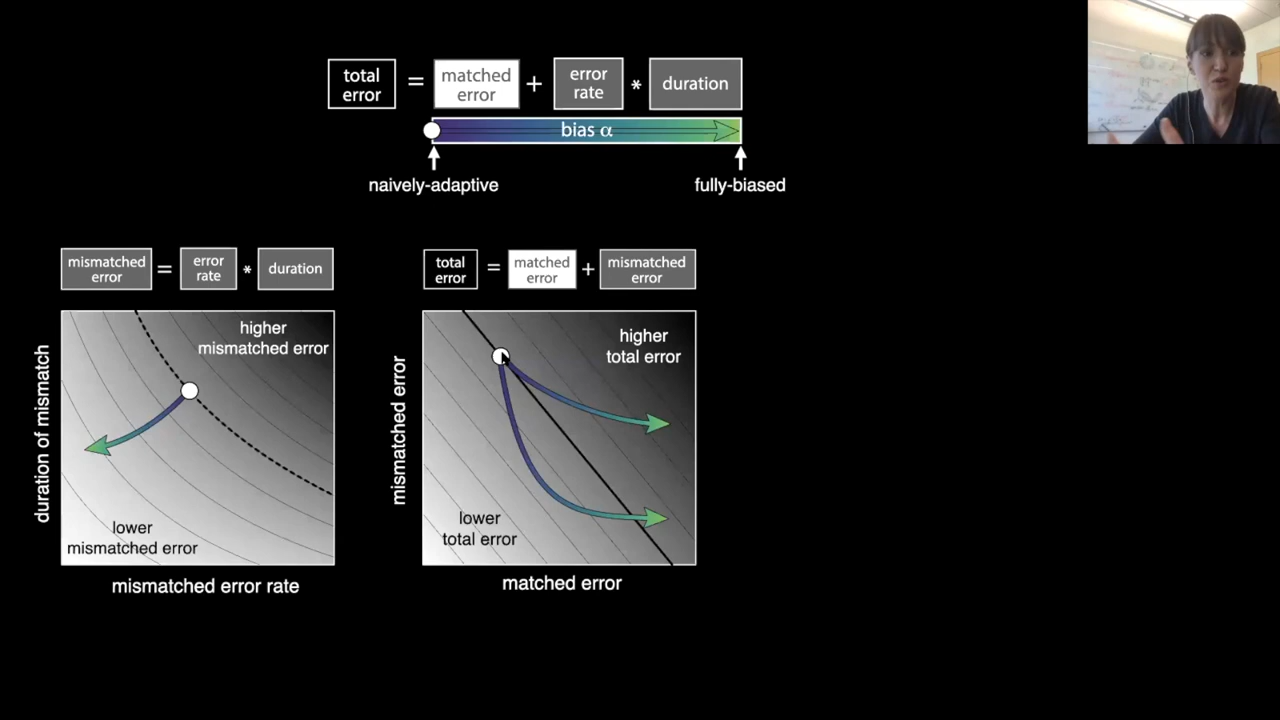 total error = matched error + error rate * duration
bias α
naively-adaptive
fully-biased
mismatched error = error rate * duration
total error = matched error + mismatched error
duration of mismatch
higher
mismatched error
lower
mismatched error
mismatched error rate
mismatched error
higher
total error
lower
total error
matched error